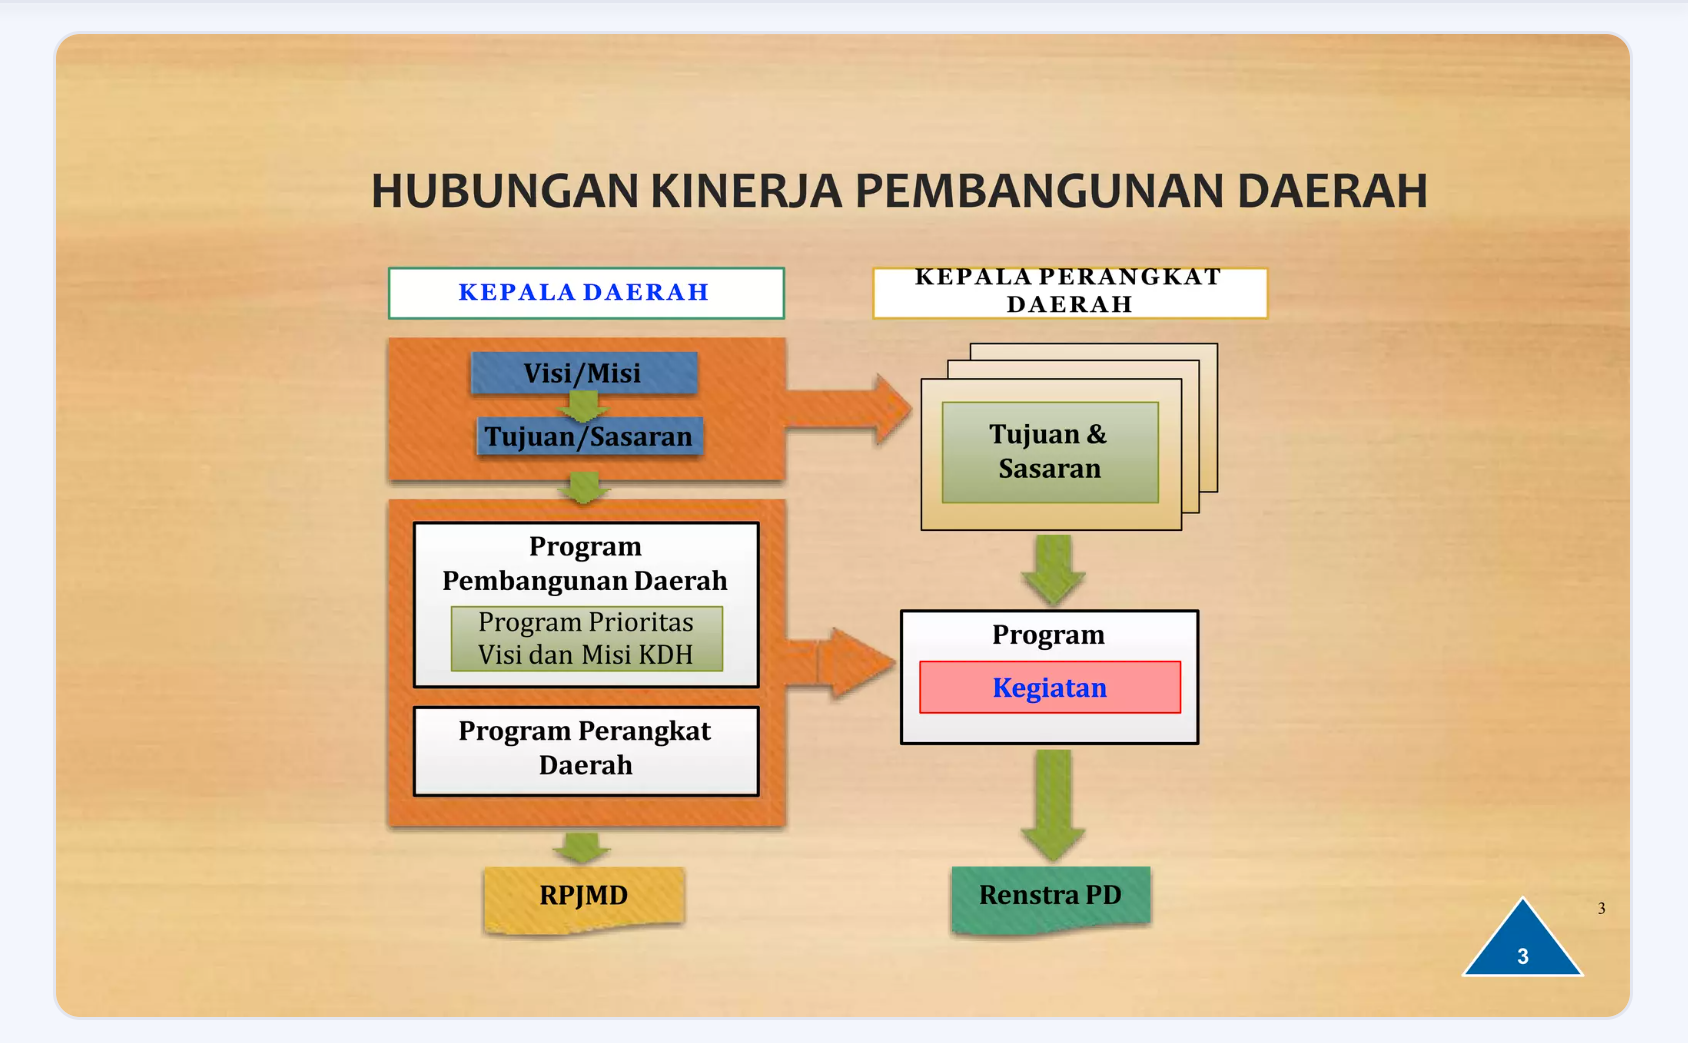 HUBUNGAN KINERJA PEMBANGUNAN DAERAH
KEPALA DAERAH
Visi/Misi
Tujuan/Sasaran
Program
Pembangunan Daerah
Program Prioritas
Visi dan Misi KDH
Program Perangkat
Daerah
RPJMD
KEPALA PERANGKAT
DAERAH
Tujuan &
Sasaran
Program
Kegiatan
Renstra PD
3
3